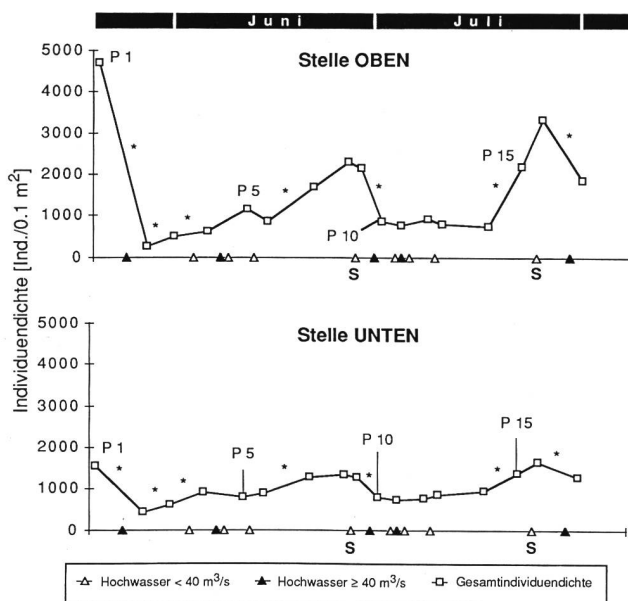 Juni Juli
Individuendichte [Ind./0.1 m²]
Stelle OBEN
5000
4000
3000
2000
1000
0
P 1
P 5
P 10
P 15
* * * * * * *
S S
Stelle UNTEN
5000
4000
3000
2000
1000
0
P 1
P 5
P 10
P 15
* * * * * * *
S S
Hochwasser < 40 m³/s Hochwasser ≥ 40 m³/s Gesamtindividuendichte